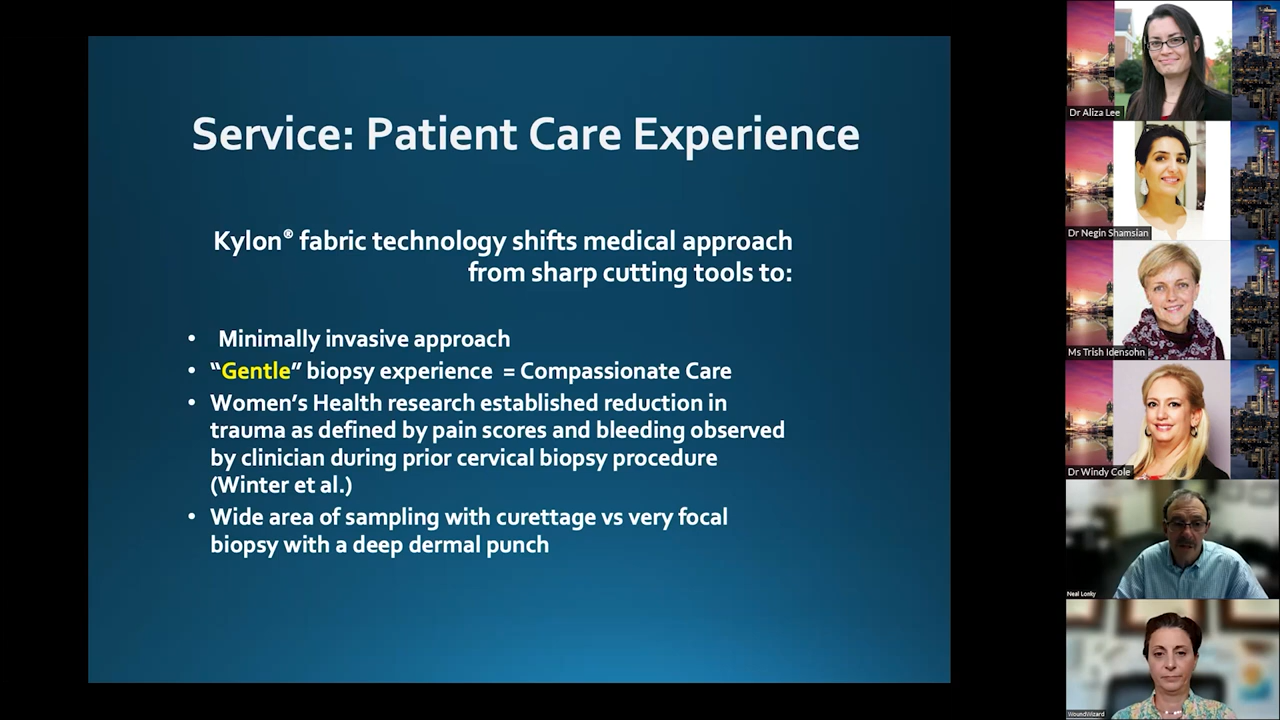 Service: Patient Care Experience
Kylon® fabric technology shifts medical approach
from sharp cutting tools to:
• Minimally invasive approach
• “Gentle” biopsy experience = Compassionate Care
• Women’s Health research established reduction in
trauma as defined by pain scores and bleeding observed
by clinician during prior cervical biopsy procedure
(Winter et al.)
• Wide area of sampling with curettage vs very focal
biopsy with a deep dermal punch
Dr Aliza Lee
Dr Negin Shamsian
Ms Trish Idensohn
Dr Windy Cole
Neal Lonky
WoundWizard